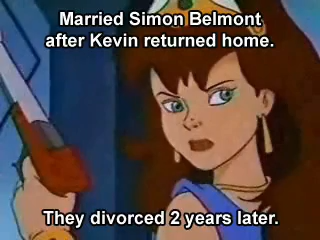 Married Simon Belmont
after Kevin returned home.
They divorced 2 years later.